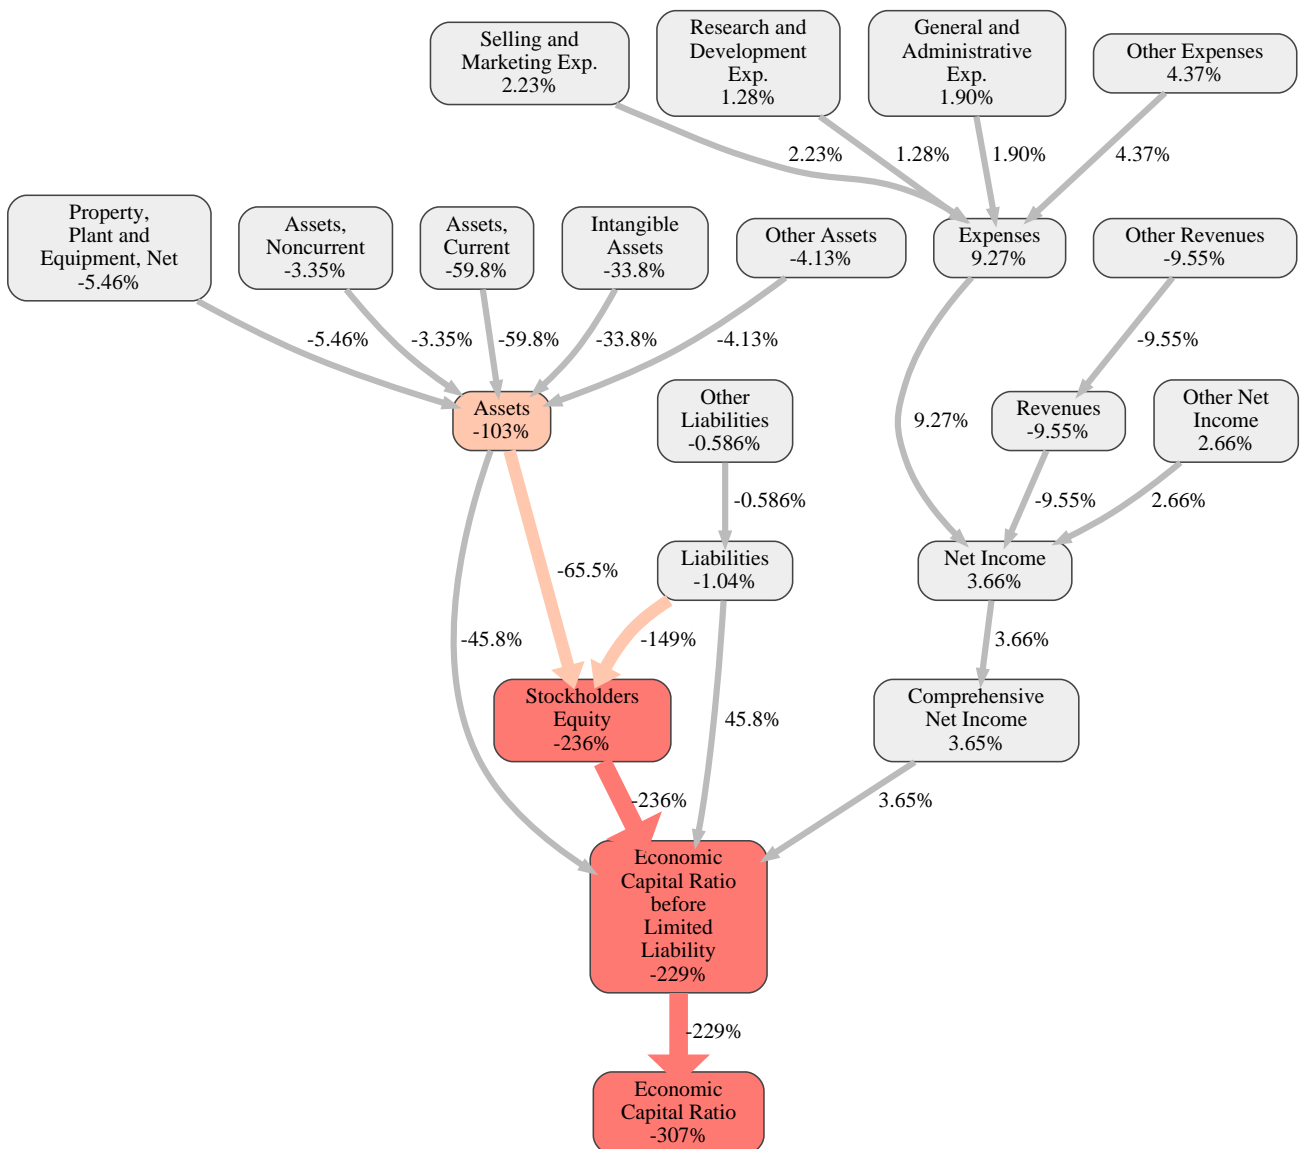 Selling and
Marketing Exp.
2.23%
Research and
Development
Exp.
1.28%
General and
Administrative
Exp.
1.90%
Other Expenses
4.37%
2.23%
1.28%
1.90%
4.37%
Property,
Plant and
Equipment, Net
-5.46%
Assets,
Noncurrent
-3.35%
Assets,
Current
-59.8%
Intangible
Assets
-33.8%
Other Assets
-4.13%
Expenses
9.27%
Other Revenues
-9.55%
-5.46%
-3.35%
-59.8%
-33.8%
-4.13%
-9.55%
Assets
-103%
Other
Liabilities
-0.586%
9.27%
Revenues
-9.55%
Other Net
Income
2.66%
-0.586%
-9.55%
2.66%
-65.5%
Liabilities
-1.04%
Net Income
3.66%
-45.8%
-149%
3.66%
Stockholders
Equity
-236%
45.8%
Comprehensive
Net Income
3.65%
-236%
3.65%
Economic
Capital Ratio
before
Limited
Liability
-229%
-229%
Economic
Capital Ratio
-307%